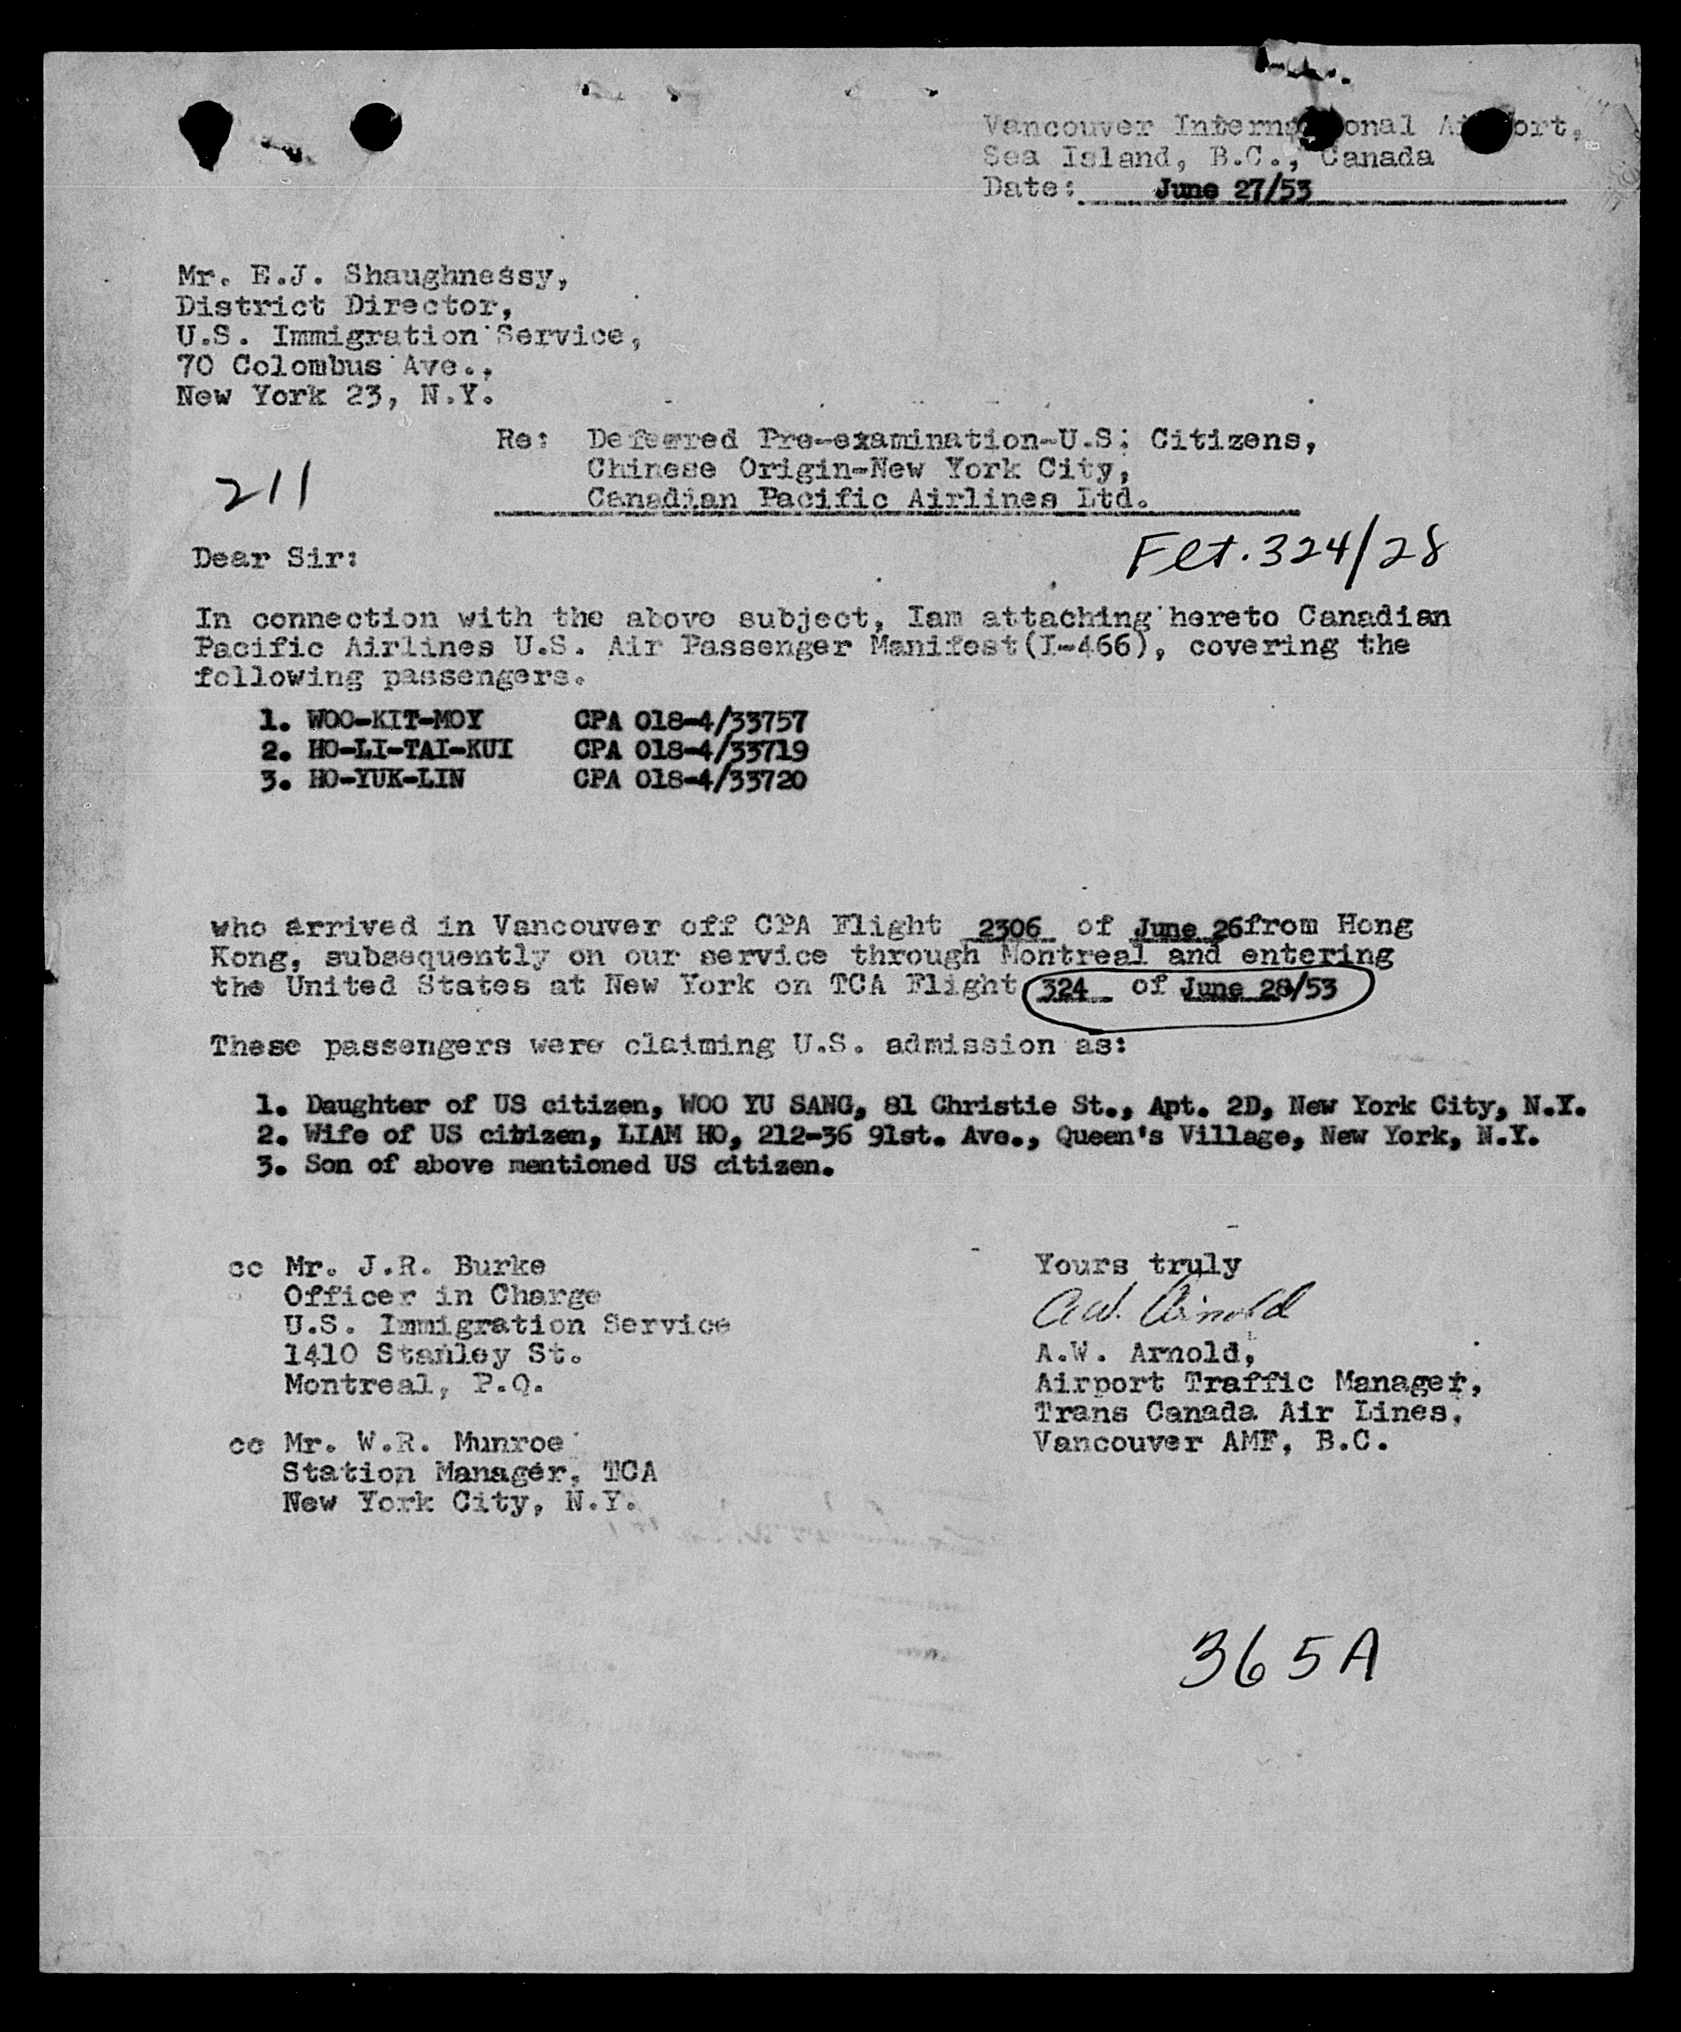 Vancouver International Airport,
Sea Island, B.C., Canada
Date: June 27/53
Mr. E.J. Shaughnessy,
District Director,
U.S. Immigration Service,
70 Colombus Ave.,
New York 23, N.Y.
Re: Deferred Pre-examination-U.S. Citizens,
Chinese Origin-New York City,
Canadian Pacific Airlines Ltd.
211
Flt. 324/28
Dear Sir:
In connection with the above subject, Iam attaching hereto Canadian
Pacific Airlines U.S. Air Passenger Manifest(I-466), covering the
following passengers.
1. WOO-KIT-MOY CPA 018-4/33757
2. HO-LI-TAI-KUI CPA 018-4/33719
3. HO-YUK-LIN CPA 018-4/33720
who arrived in Vancouver off CPA Flight 2306 of June 26from Hong
Kong, subsequently on our service through Montreal and entering
the United States at New York on TCA Flight 324 of June 28/53
These passengers were claiming U.S. admission as:
1. Daughter of US citizen, WOO YU SANG, 81 Christie St., Apt. 2D, New York City, N.Y.
2. Wife of US citizen, LIAM HO, 212-36 91st. Ave., Queen's Village, New York, N.Y.
3. Son of above mentioned US citizen.
cc Mr. J.R. Burke
Officer in Charge
U.S. Immigration Service
1410 Stanley St.
Montreal, P.Q.
cc Mr. W.R. Munroe
Station Manager, TCA
New York City, N.Y.
Yours truly
A.W. Arnold
A.W. Arnold,
Airport Traffic Manager,
Trans Canada Air Lines,
Vancouver AMF, B.C.
365A